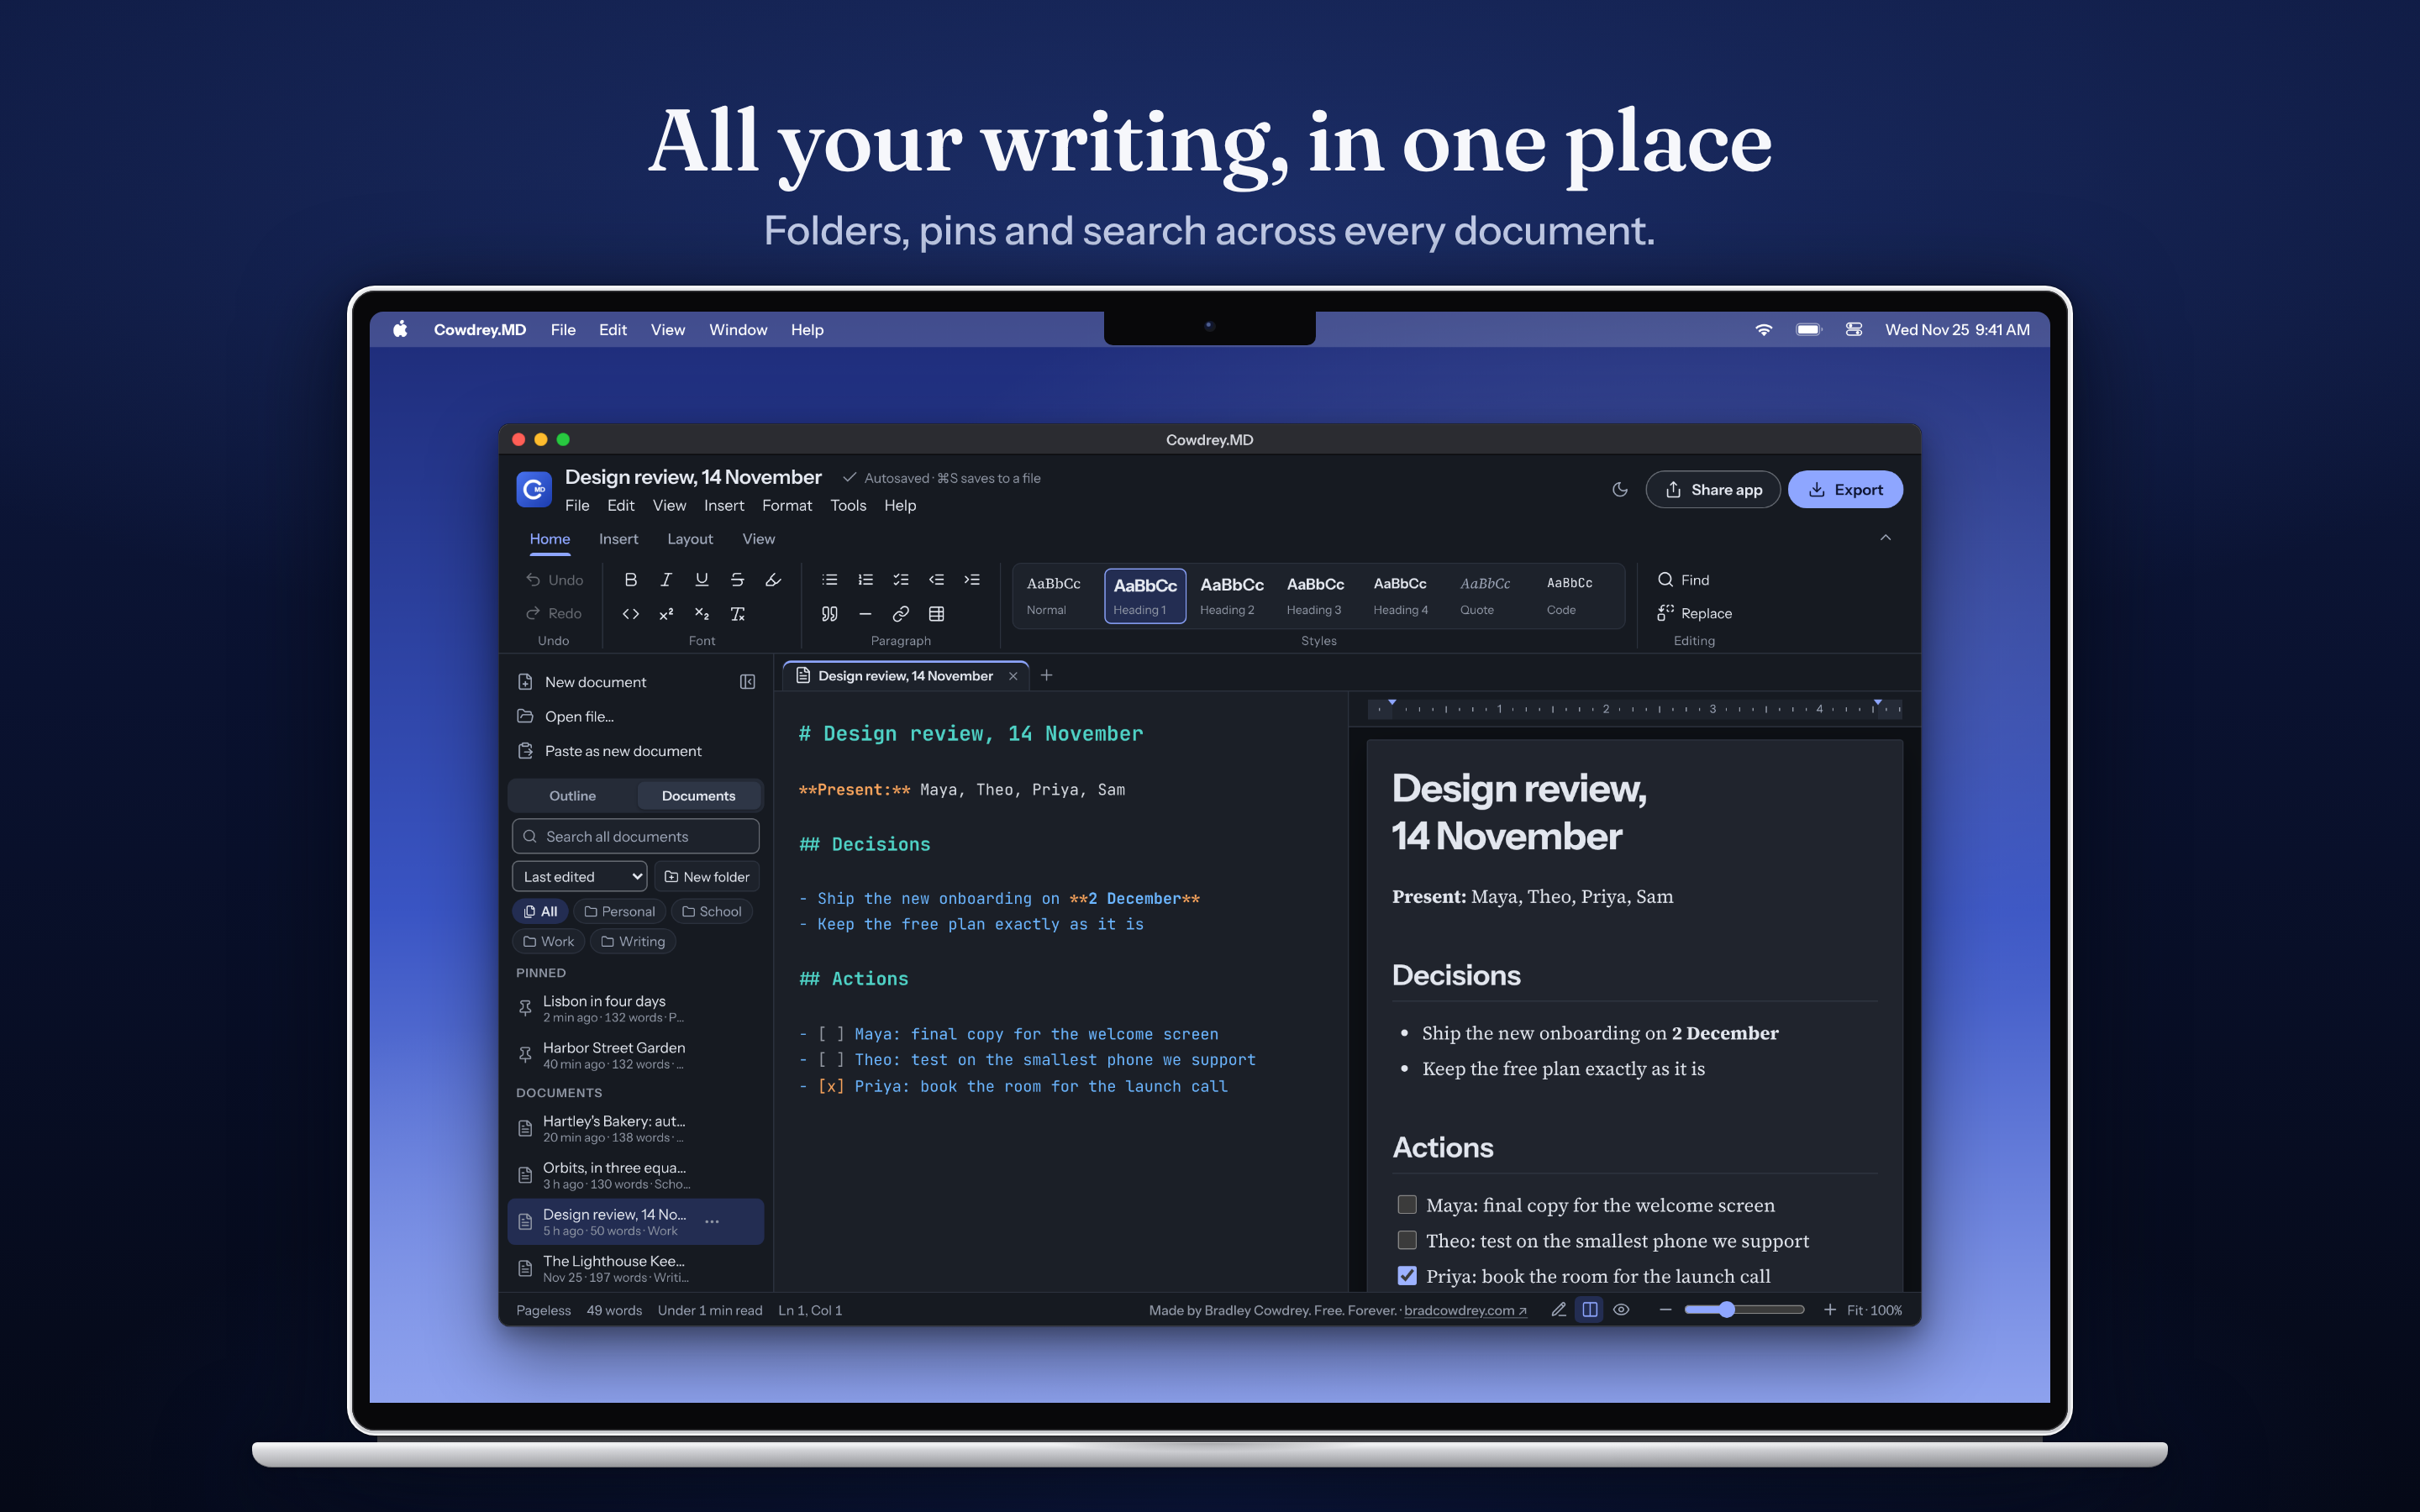 All your writing, in one place
Folders, pins and search across every document.
Cowdrey.MD File Edit View Window Help
Wed Nov 25 9:41 AM
Cowdrey.MD
Design review, 14 November
Autosaved · ⌘S saves to a file
File Edit View Insert Format Tools Help
Share app
Export
Home Insert Layout View
Undo
Redo
Undo
Font
Paragraph
AaBbCc AaBbCc AaBbCc AaBbCc AaBbCc AaBbCc AaBbCc
Normal Heading 1 Heading 2 Heading 3 Heading 4 Quote Code
Styles
Find
Replace
Editing
New document
Open file...
Paste as new document
Outline Documents
Search all documents
Last edited New folder
All Personal School
Work Writing
PINNED
Lisbon in four days
2 min ago · 132 words · P...
Harbor Street Garden
40 min ago · 132 words · ...
DOCUMENTS
Hartley's Bakery: aut...
20 min ago · 138 words · ...
Orbits, in three equa...
3 h ago · 130 words · Scho...
Design review, 14 No...
5 h ago · 50 words · Work
The Lighthouse Kee...
Nov 25 · 197 words · Writi...
Design review, 14 November
# Design review, 14 November
**Present:** Maya, Theo, Priya, Sam
## Decisions
- Ship the new onboarding on **2 December**
- Keep the free plan exactly as it is
## Actions
- [ ] Maya: final copy for the welcome screen
- [ ] Theo: test on the smallest phone we support
- [x] Priya: book the room for the launch call
1 2 3 4
Design review,
14 November
Present: Maya, Theo, Priya, Sam
Decisions
• Ship the new onboarding on 2 December
• Keep the free plan exactly as it is
Actions
Maya: final copy for the welcome screen
Theo: test on the smallest phone we support
Priya: book the room for the launch call
Pageless 49 words Under 1 min read Ln 1, Col 1
Made by Bradley Cowdrey. Free. Forever. · bradcowdrey.com ↗
Fit · 100%